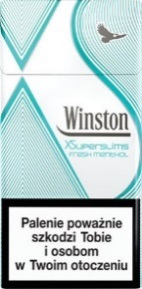 Winston
XSuperslims
FRESH MENTHOL
Palenie poważnie
szkodzi Tobie
i osobom
w Twoim otoczeniu